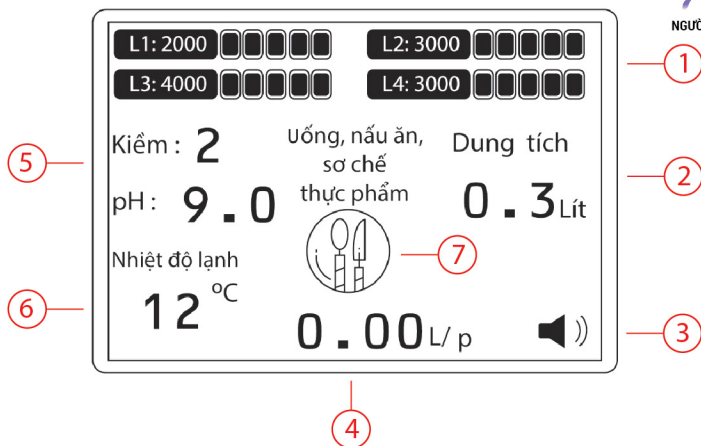 NGƯỜ
L1: 2000
L2: 3000
1
L3: 4000
L4: 3000
5
Kiềm : 2
Uống, nấu ăn,
sơ chế
thực phẩm
Dung tích
2
pH : 9.0
0.3 Lít
7
Nhiệt độ lạnh
6
12 °C
0.00 L/ p
3
4